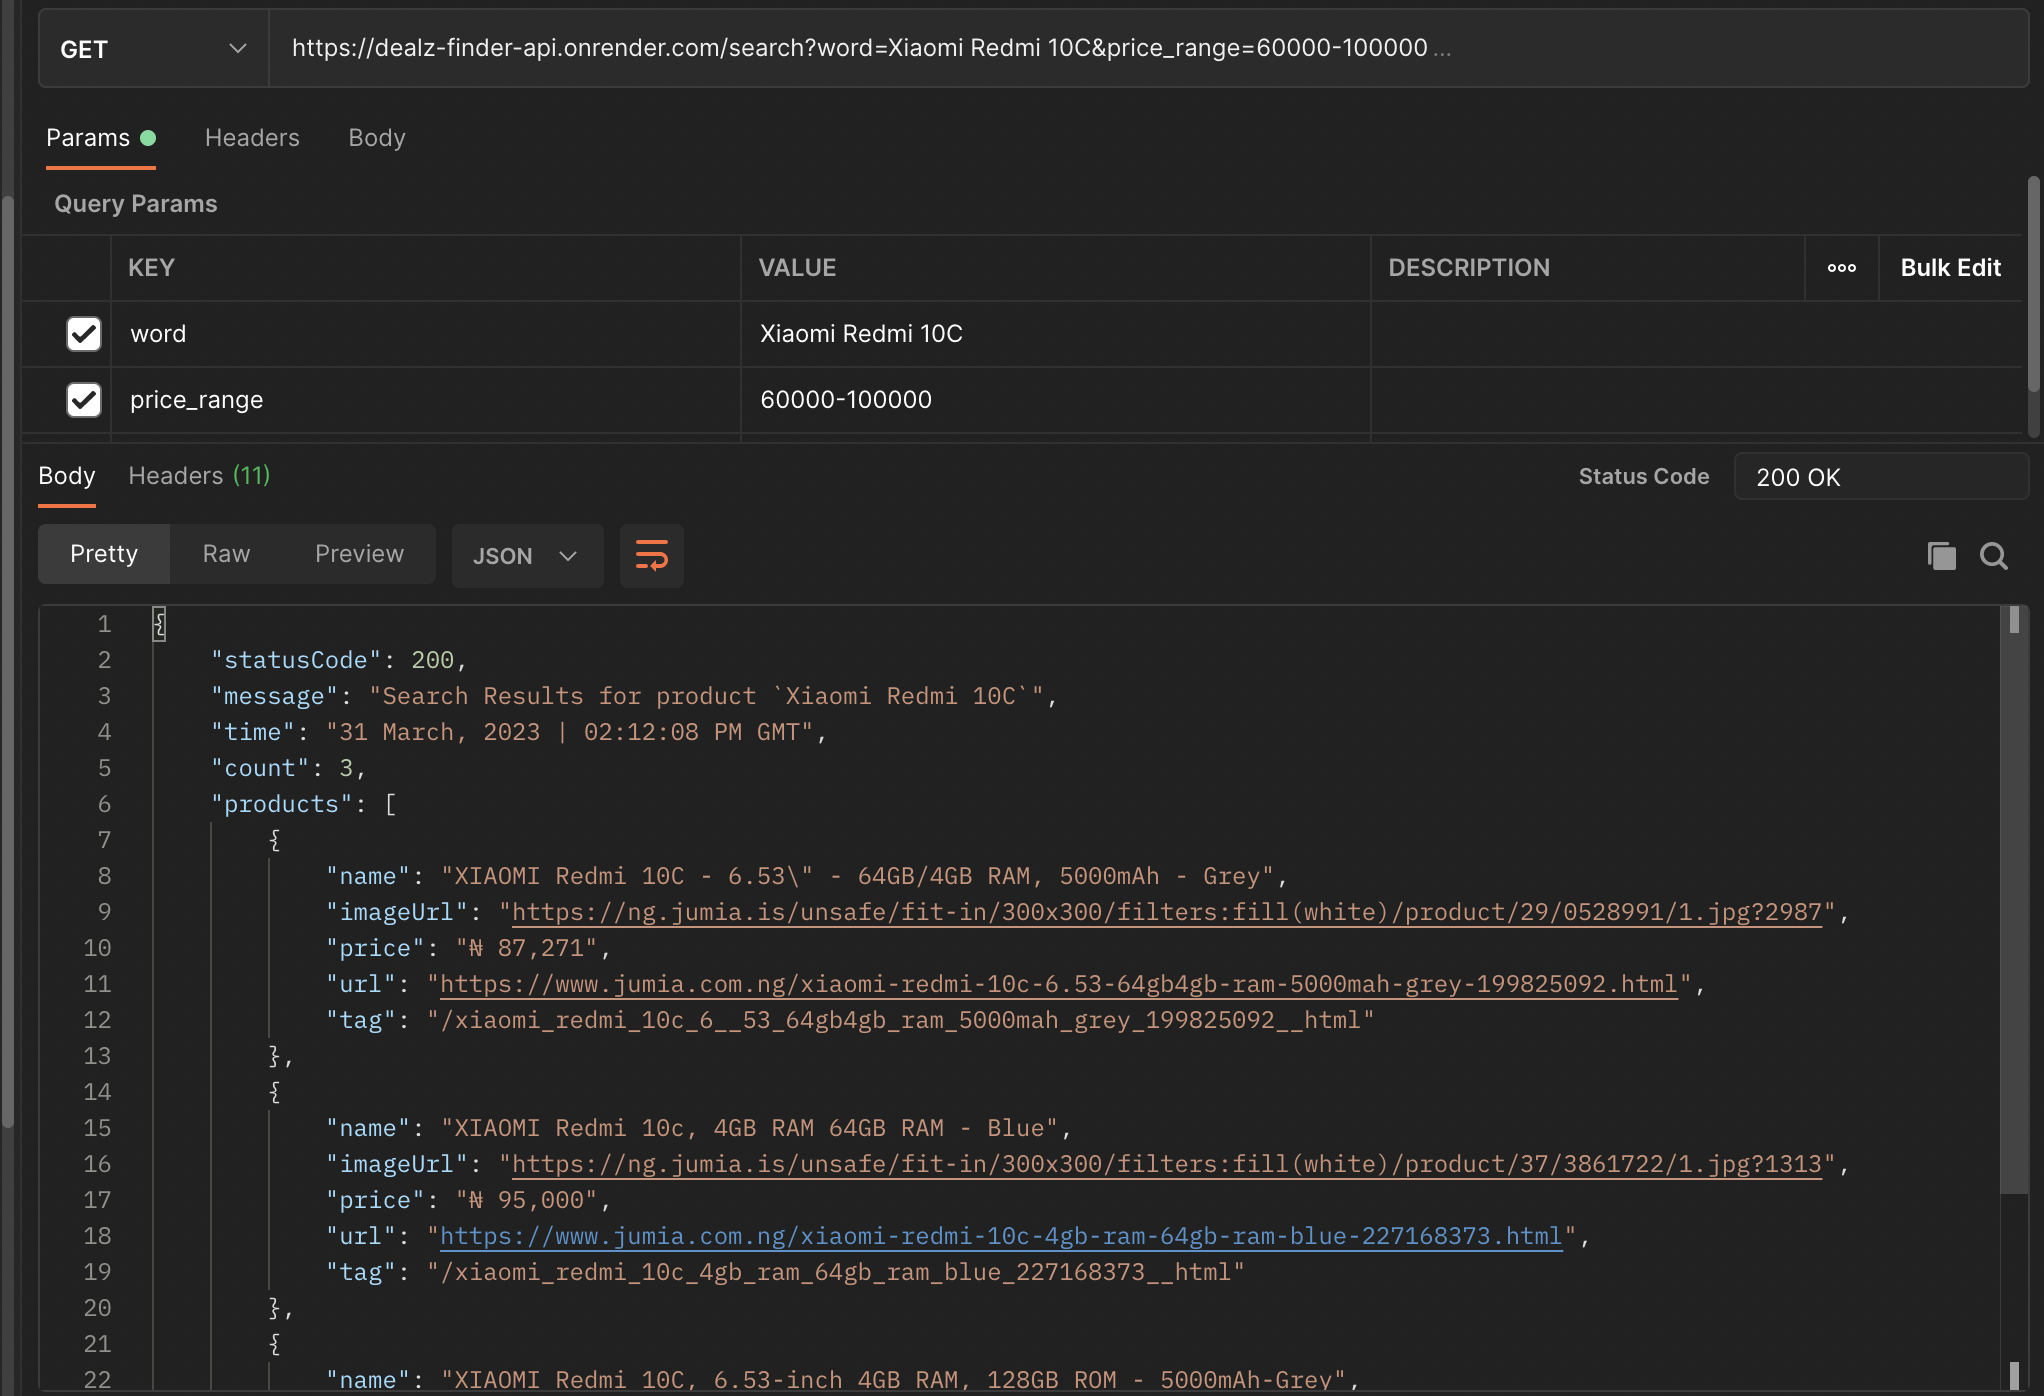 GET https://dealz-finder-api.onrender.com/search?word=Xiaomi Redmi 10C&price_range=60000-100000 ...
Params Headers Body
Query Params
KEY VALUE DESCRIPTION ooo Bulk Edit
word Xiaomi Redmi 10C
price_range 60000-100000
Body Headers (11) Status Code 200 OK
Pretty Raw Preview JSON
1 {
2 "statusCode": 200,
3 "message": "Search Results for product `Xiaomi Redmi 10C`",
4 "time": "31 March, 2023 | 02:12:08 PM GMT",
5 "count": 3,
6 "products": [
7 {
8 "name": "XIAOMI Redmi 10C - 6.53\" - 64GB/4GB RAM, 5000mAh - Grey",
9 "imageUrl": "https://ng.jumia.is/unsafe/fit-in/300x300/filters:fill(white)/product/29/0528991/1.jpg?2987",
10 "price": "₦ 87,271",
11 "url": "https://www.jumia.com.ng/xiaomi-redmi-10c-6.53-64gb4gb-ram-5000mah-grey-199825092.html",
12 "tag": "/xiaomi_redmi_10c_6__53_64gb4gb_ram_5000mah_grey_199825092__html"
13 },
14 {
15 "name": "XIAOMI Redmi 10c, 4GB RAM 64GB RAM - Blue",
16 "imageUrl": "https://ng.jumia.is/unsafe/fit-in/300x300/filters:fill(white)/product/37/3861722/1.jpg?1313",
17 "price": "₦ 95,000",
18 "url": "https://www.jumia.com.ng/xiaomi-redmi-10c-4gb-ram-64gb-ram-blue-227168373.html",
19 "tag": "/xiaomi_redmi_10c_4gb_ram_64gb_ram_blue_227168373__html"
20 },
21 {
22 "name": "XIAOMI Redmi 10C, 6.53-inch 4GB RAM, 128GB ROM - 5000mAh-Grey",